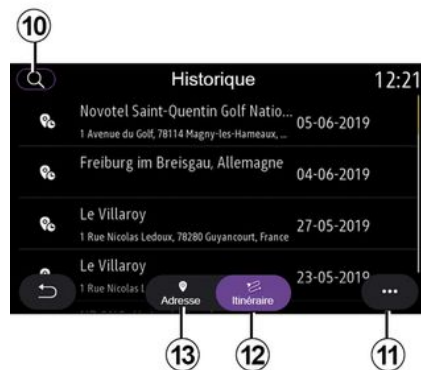 10
Historique
12:21
Novotel Saint-Quentin Golf Natio...
05-06-2019
1 Avenue du Golf, 78114 Magny-les-Hameaux, ...
Freiburg im Breisgau, Allemagne
04-06-2019
Le Villaroy
27-05-2019
1 Rue Nicolas Ledoux, 78280 Guyancourt, France
Le Villaroy
23-05-2019
1 Rue Nicolas L
Adresse
Itinéraire
13
12
11